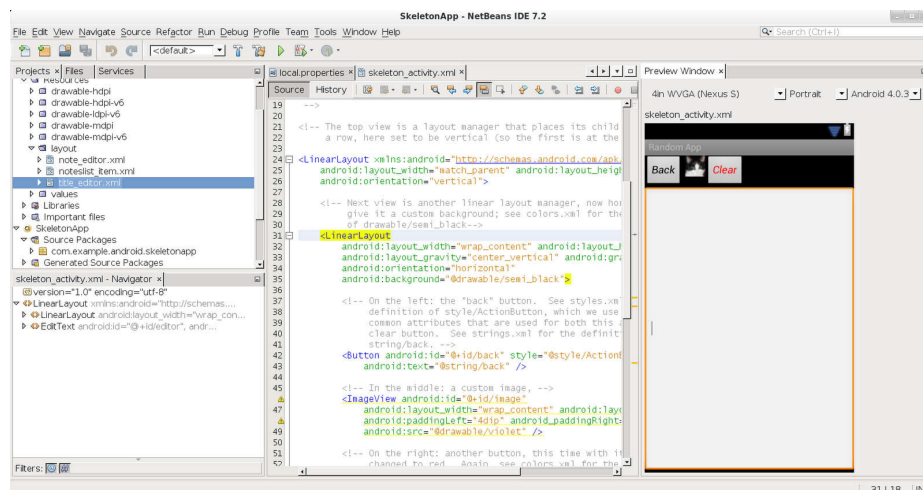 SkeletonApp - NetBeans IDE 7.2
File Edit View Navigate Source Refactor Run Debug Profile Team Tools Window Help
Search (Ctrl+I)
<default>
Projects Files Services
Resources
drawable-hdpi
drawable-hdpi-v6
drawable-ldpi-v6
drawable-mdpi
drawable-mdpi-v6
layout
note_editor.xml
noteslist_item.xml
title_editor.xml
values
Libraries
Important files
SkeletonApp
Source Packages
com.example.android.skeletonapp
Generated Source Packages
skeleton_activity.xml - Navigator
version="1.0" encoding="utf-8"
LinearLayout xmlns:android="http://schemas....
LinearLayout android:layout_width="wrap_con...
EditText android:id="@+id/editor", andr...
Filters:
local.properties skeleton_activity.xml
Source History
19 -->
20
21 <!-- The top view is a layout manager that places its child
22 a row, here set to be vertical (so the first is at the
23
24 <LinearLayout xmlns:android="http://schemas.android.com/apk
25 android:layout_width="match_parent" android:layout_heigh
26 android:orientation="vertical">
27
28 <!-- Next view is another linear layout manager, now hor
29 give it a custom background; see colors.xml for the
30 of drawable/semi_black-->
31 <LinearLayout
32 android:layout_width="wrap_content" android:layout_h
33 android:layout_gravity="center_vertical" android:gra
34 android:orientation="horizontal"
35 android:background="@drawable/semi_black">
36
37 <!-- On the left: the "back" button. See styles.xml
38 definition of style/ActionButton, which we use
39 common attributes that are used for both this a
40 clear button. See strings.xml for the definit
41 string/back. -->
42 <Button android:id="@+id/back" style="@style/ActionB
43 android:text="@string/back" />
44
45 <!-- In the middle: a custom image, -->
<ImageView android:id="@+id/image"
47 android:layout_width="wrap_content" android:layo
android:paddingLeft="4dip" android_paddingRight=
49 android:src="@drawable/violet" />
50
51 <!-- On the right: another button, this time with it
52 changed to red. Again, see colors.xml for the
Preview Window
4in WVGA (Nexus S) Portrait Android 4.0.3
skeleton_activity.xml
Random App
Back Clear
31 | 18 IN